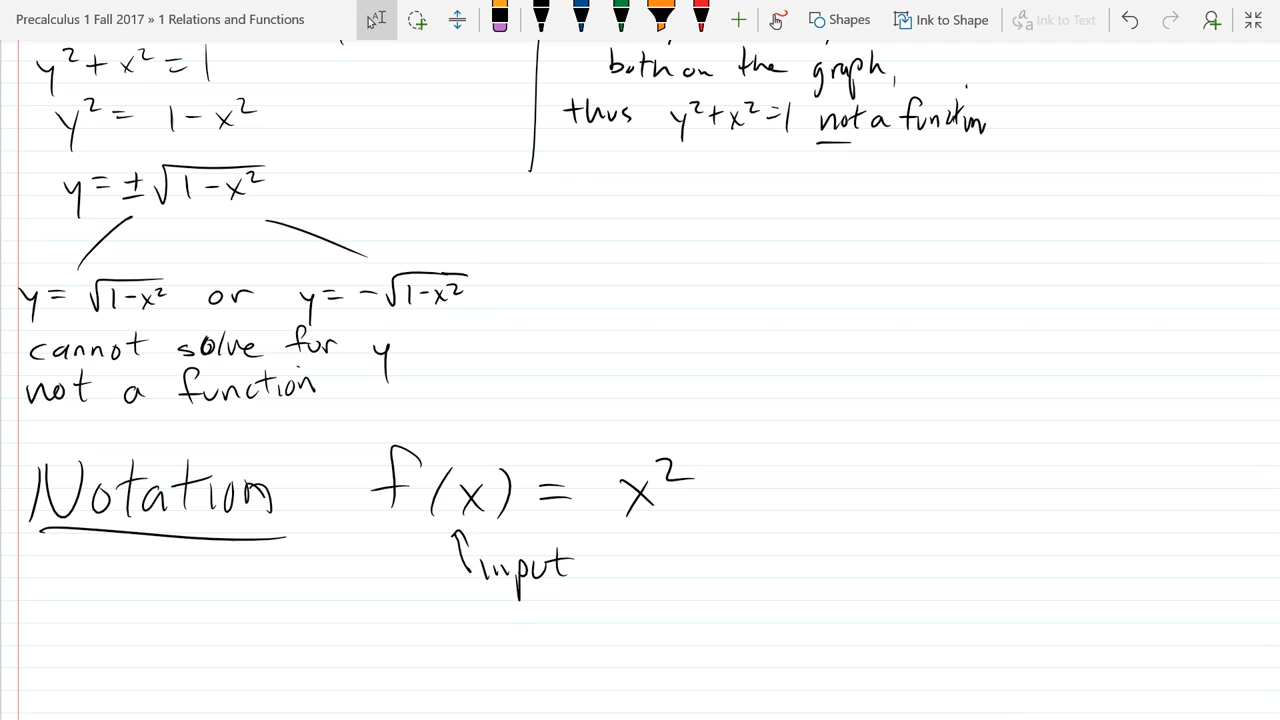 Precalculus 1 Fall 2017 » 1 Relations and Functions
Shapes
Ink to Shape
Ink to Text
y² + x² = 1
y² = 1 - x²
y = ± √(1 - x²)
y = √(1-x²) or y = -√(1-x²)
cannot solve for y
not a function
both on the graph,
thus y²+x²=1 not a function
Notation f(x) = x²
input